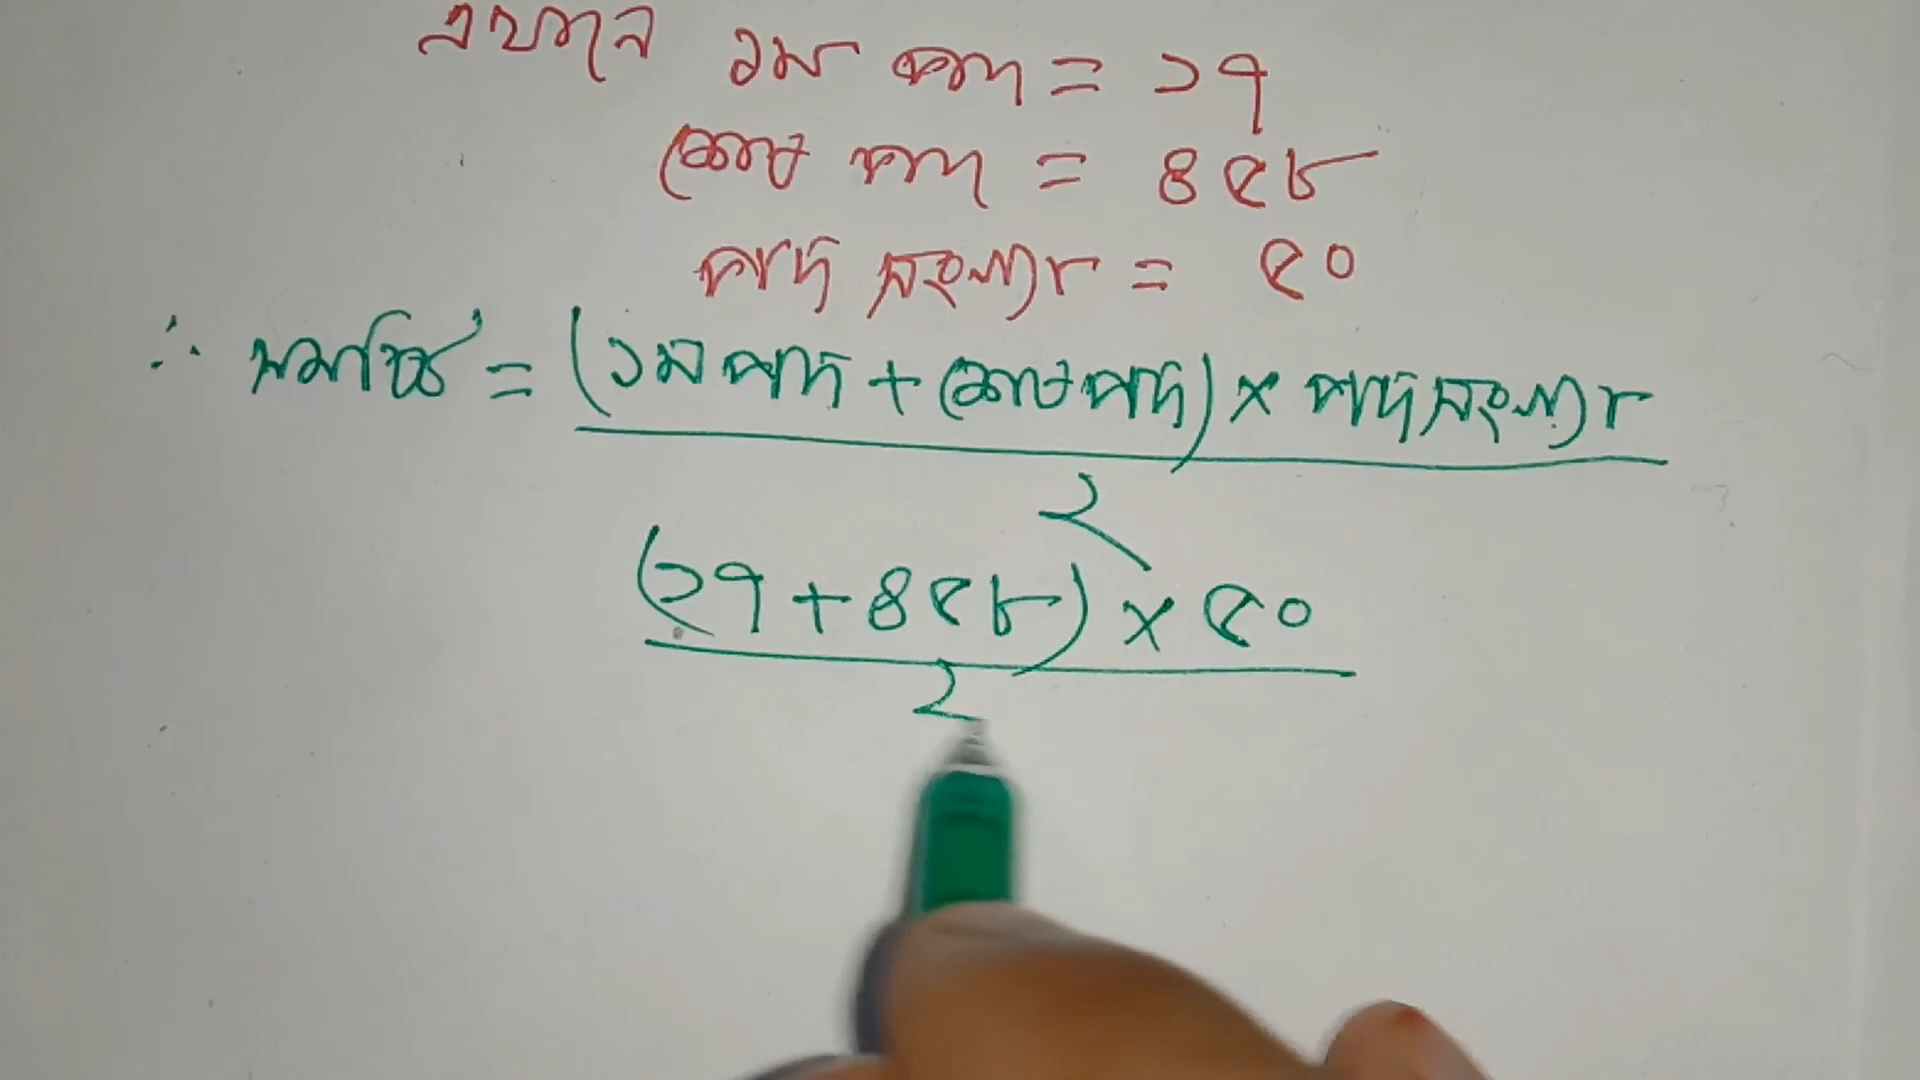 এখানে ১ম পদ = ১৭
শেষ পদ = ৪৫৮
পদ সংখ্যা = ৫০
∴ সমষ্টি = (১ম পদ + শেষ পদ) × পদ সংখ্যা
২
(১৭ + ৪৫৮) × ৫০
২